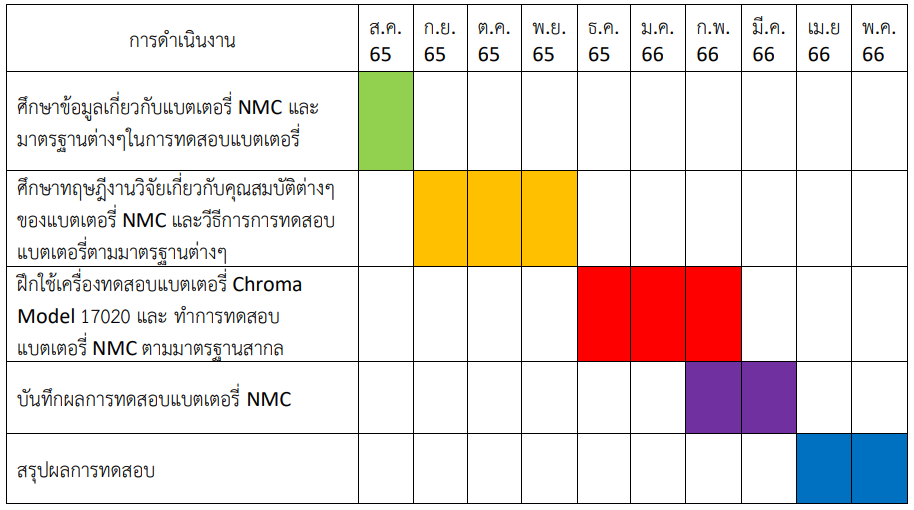 การดำเนินงาน
ส.ค. ก.ย. ต.ค. พ.ย. ธ.ค. ม.ค. ก.พ. มี.ค. เม.ย พ.ค.
65 65 65 65 65 66 66 66 66 66
ศึกษาข้อมูลเกี่ยวกับแบตเตอรี่ NMC และ
มาตรฐานต่างๆในการทดสอบแบตเตอรี่
ศึกษาทฤษฎีงานวิจัยเกี่ยวกับคุณสมบัติต่างๆ
ของแบตเตอรี่ NMC และวีธีการการทดสอบ
แบตเตอรี่ตามมาตรฐานต่างๆ
ฝึกใช้เครื่องทดสอบแบตเตอรี่ Chroma
Model 17020 และ ทำการทดสอบ
แบตเตอรี่ NMC ตามมาตรฐานสากล
บันทึกผลการทดสอบแบตเตอรี่ NMC
สรุปผลการทดสอบ